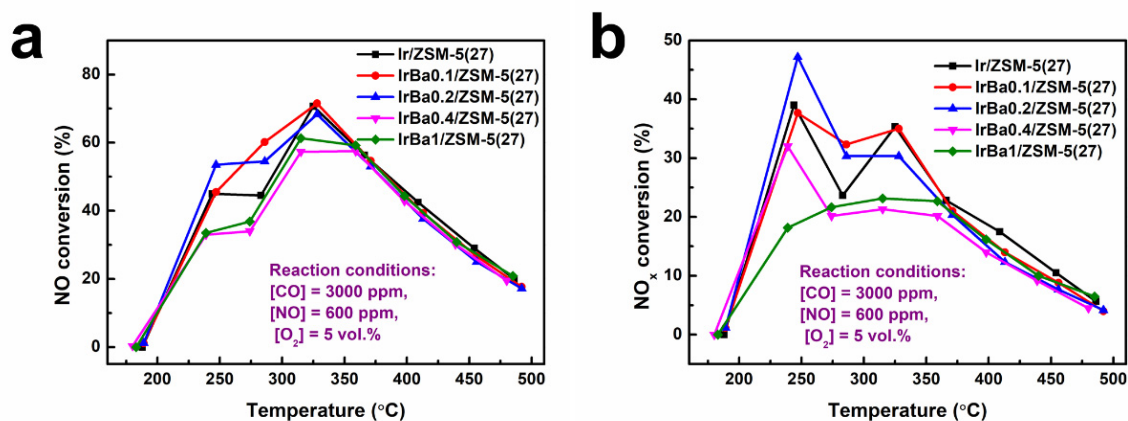 a
NO conversion (%)
80
60
40
20
0
Ir/ZSM-5(27)
IrBa0.1/ZSM-5(27)
IrBa0.2/ZSM-5(27)
IrBa0.4/ZSM-5(27)
IrBa1/ZSM-5(27)
Reaction conditions:
[CO] = 3000 ppm,
[NO] = 600 ppm,
[O₂] = 5 vol.%
200 250 300 350 400 450 500
Temperature (°C)
b
NOₓ conversion (%)
50
40
30
20
10
0
Ir/ZSM-5(27)
IrBa0.1/ZSM-5(27)
IrBa0.2/ZSM-5(27)
IrBa0.4/ZSM-5(27)
IrBa1/ZSM-5(27)
Reaction conditions:
[CO] = 3000 ppm,
[NO] = 600 ppm,
[O₂] = 5 vol.%
200 250 300 350 400 450 500
Temperature (°C)